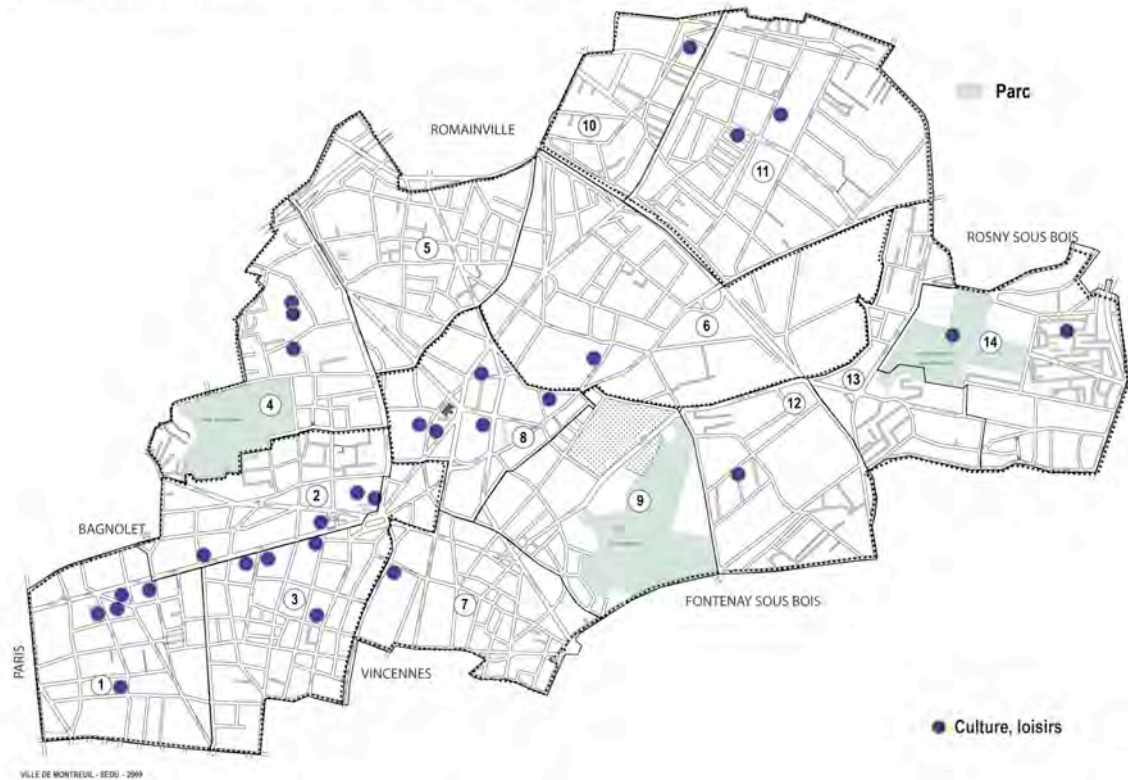 Parc
ROMAINVILLE
10
11
5
ROSNY SOUS BOIS
6
14
13
4
12
8
2
9
BAGNOLET
3
7
FONTENAY SOUS BOIS
PARIS
1
VINCENNES
Culture, loisirs
VILLE DE MONTREUIL - SEDU - 2009